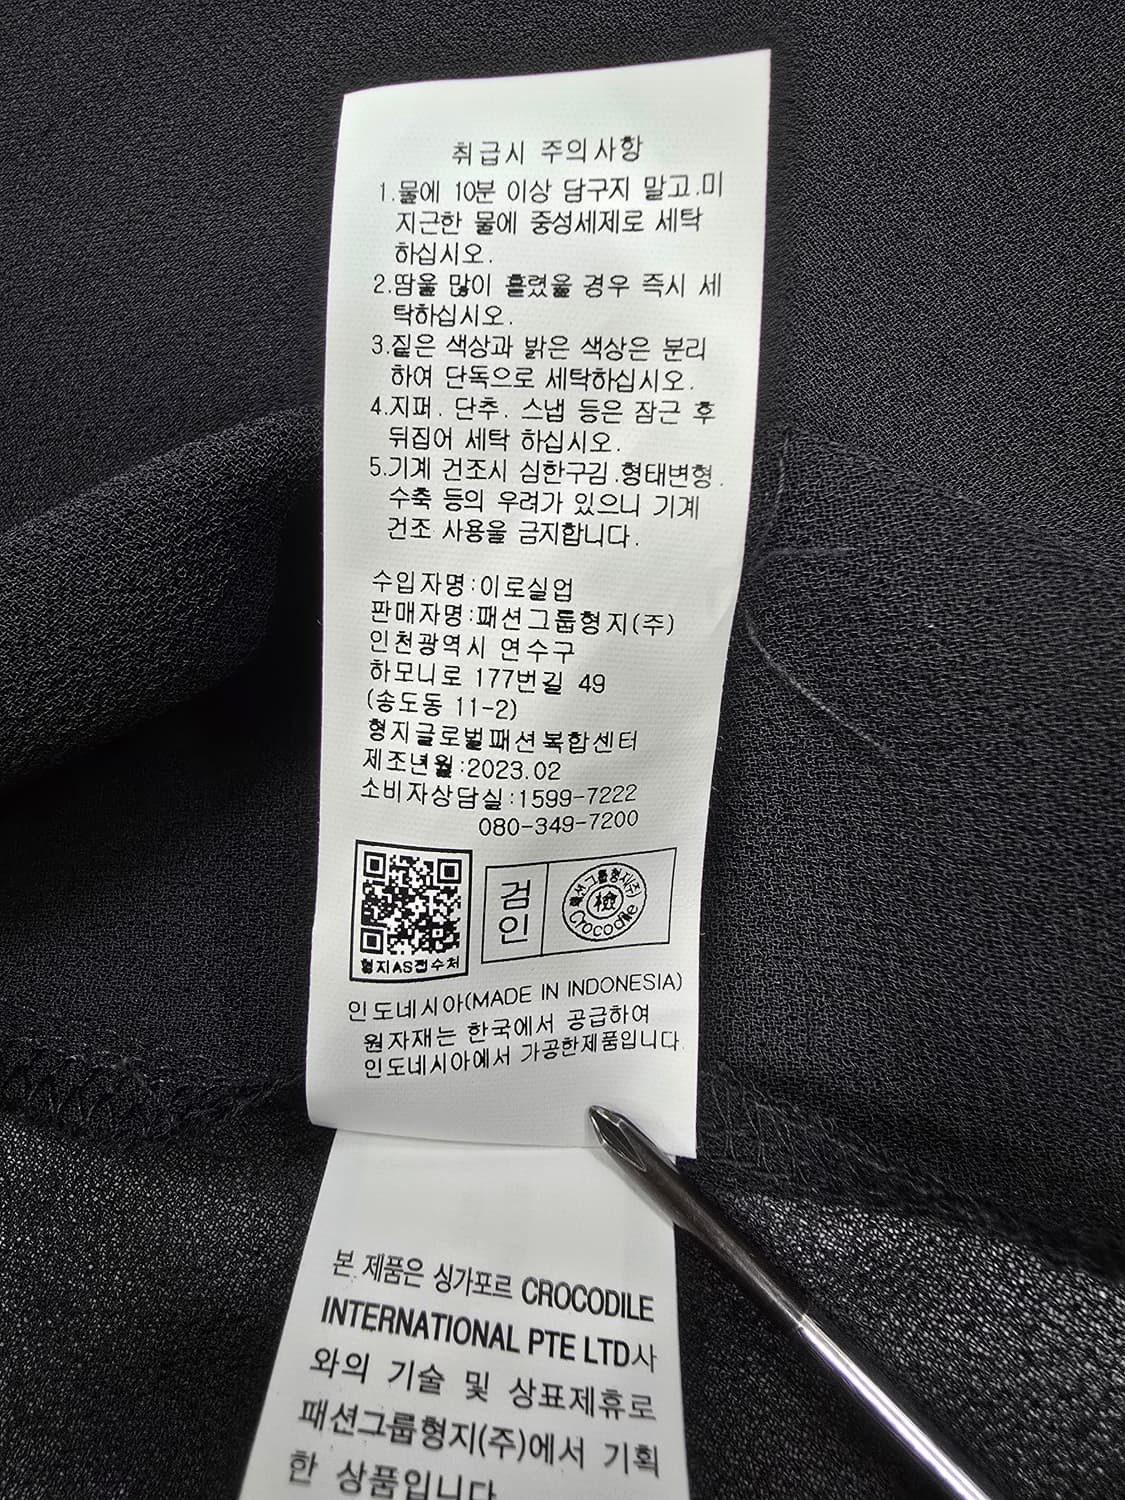 취급시 주의사항
1.물에 10분 이상 담구지 말고.미
지근한 물에 중성세제로 세탁
하십시오.
2.땀을 많이 흘렸을 경우 즉시 세
탁하십시오.
3.짙은 색상과 밝은 색상은 분리
하여 단독으로 세탁하십시오.
4.지퍼. 단추. 스냅 등은 잠근 후
뒤집어 세탁 하십시오.
5.기계 건조시 심한구김.형태변형.
수축 등의 우려가 있으니 기계
건조 사용을 금지합니다.
수입자명:이로실업
판매자명:패션그룹형지(주)
인천광역시 연수구
하모니로 177번길 49
(송도동 11-2)
형지글로벌패션복합센터
제조년월:2023.02
소비자상담실:1599-7222
080-349-7200
형지AS접수처
검인
패션그룹형지(주)
檢
Crocodile
인도네시아(MADE IN INDONESIA)
원자재는 한국에서 공급하여
인도네시아에서 가공한제품입니다.
본 제품은 싱가포르 CROCODILE
INTERNATIONAL PTE LTD사
와의 기술 및 상표제휴로
패션그룹형지(주)에서 기획
한 상품입니다